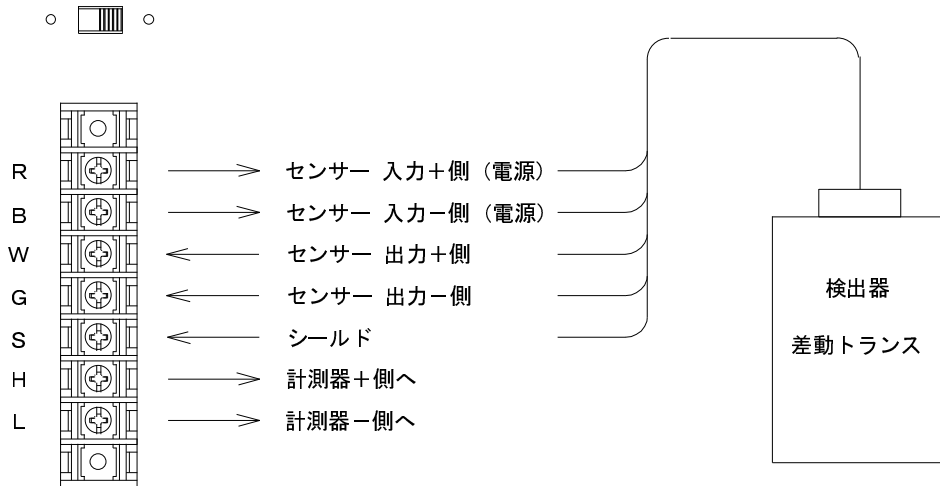 R センサー 入力＋側（電源）
B センサー 入力－側（電源）
W センサー 出力＋側
G センサー 出力－側
S シールド
H 計測器＋側へ
L 計測器－側へ
検出器
差動トランス